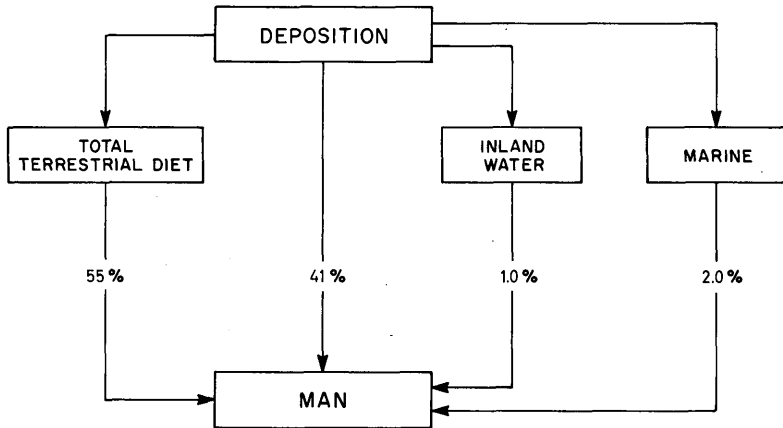 DEPOSITION
TOTAL
TERRESTRIAL DIET
INLAND
WATER
MARINE
55 %
41 %
1.0 %
2.0 %
MAN